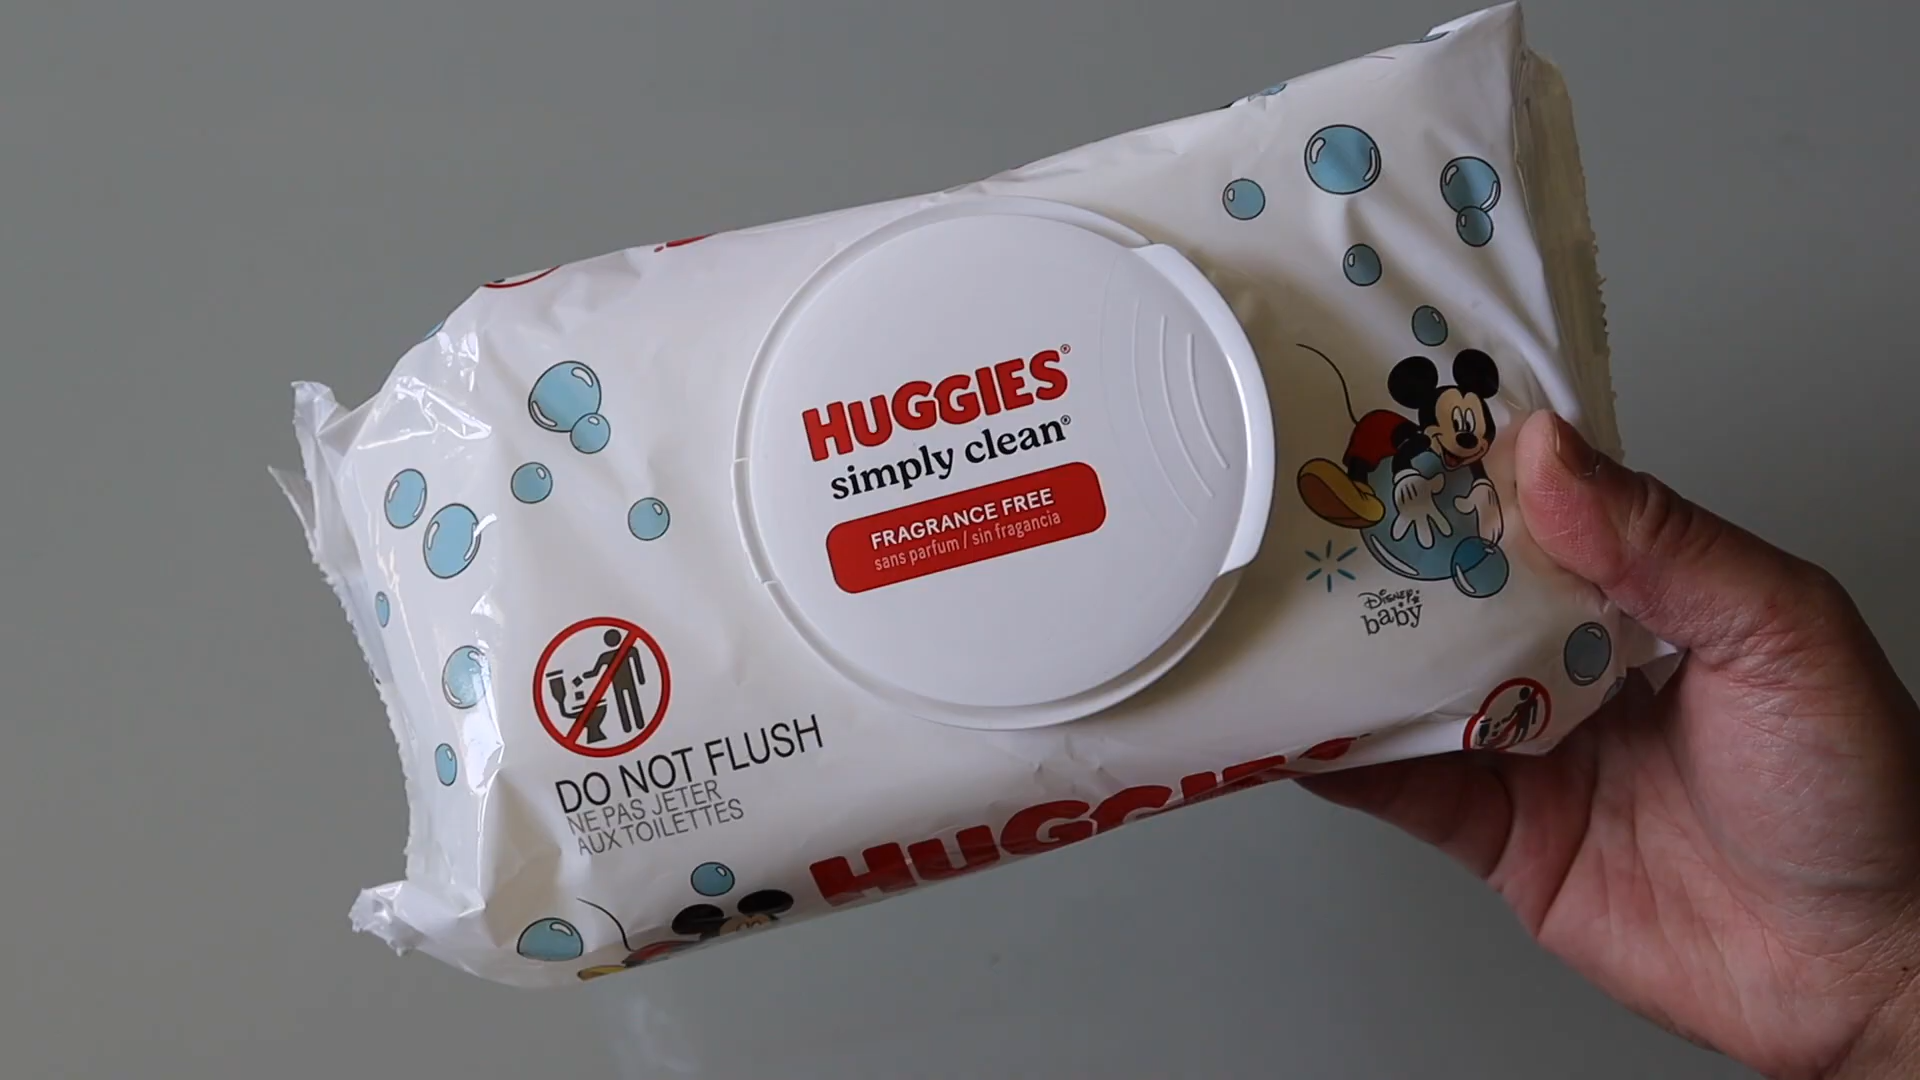 HUGGIES®
simply clean®
FRAGRANCE FREE
sans parfum / sin fragancia
Disney
baby
DO NOT FLUSH
NE PAS JETER
AUX TOILETTES
HUGGIES